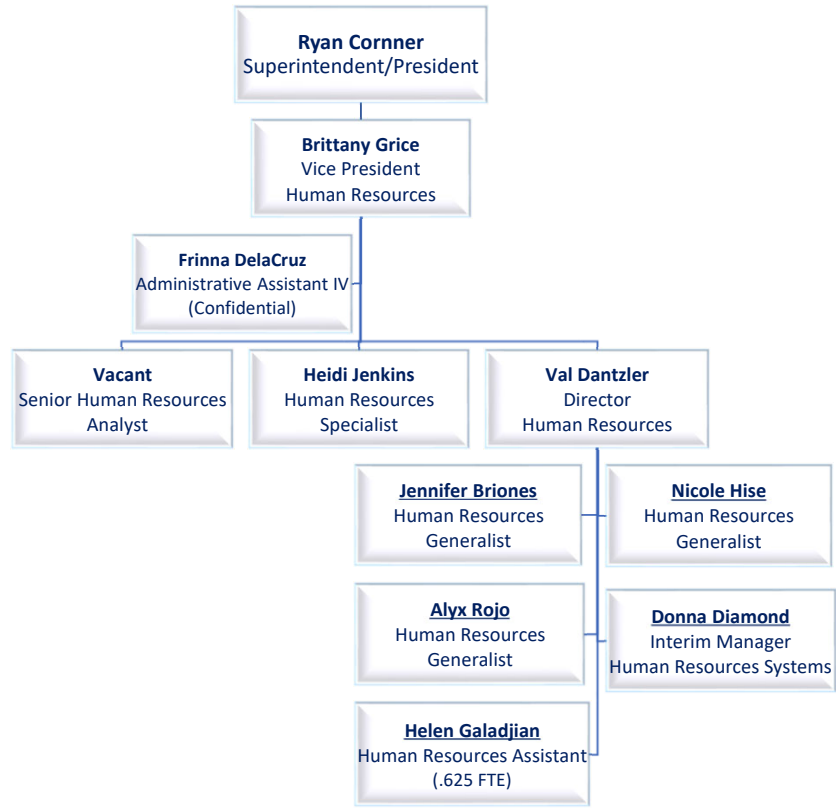 Ryan Cornner
Superintendent/President
Brittany Grice
Vice President
Human Resources
Frinna DelaCruz
Administrative Assistant IV
(Confidential)
Vacant
Senior Human Resources
Analyst
Heidi Jenkins
Human Resources
Specialist
Val Dantzler
Director
Human Resources
Jennifer Briones
Human Resources
Generalist
Nicole Hise
Human Resources
Generalist
Alyx Rojo
Human Resources
Generalist
Donna Diamond
Interim Manager
Human Resources Systems
Helen Galadjian
Human Resources Assistant
(.625 FTE)